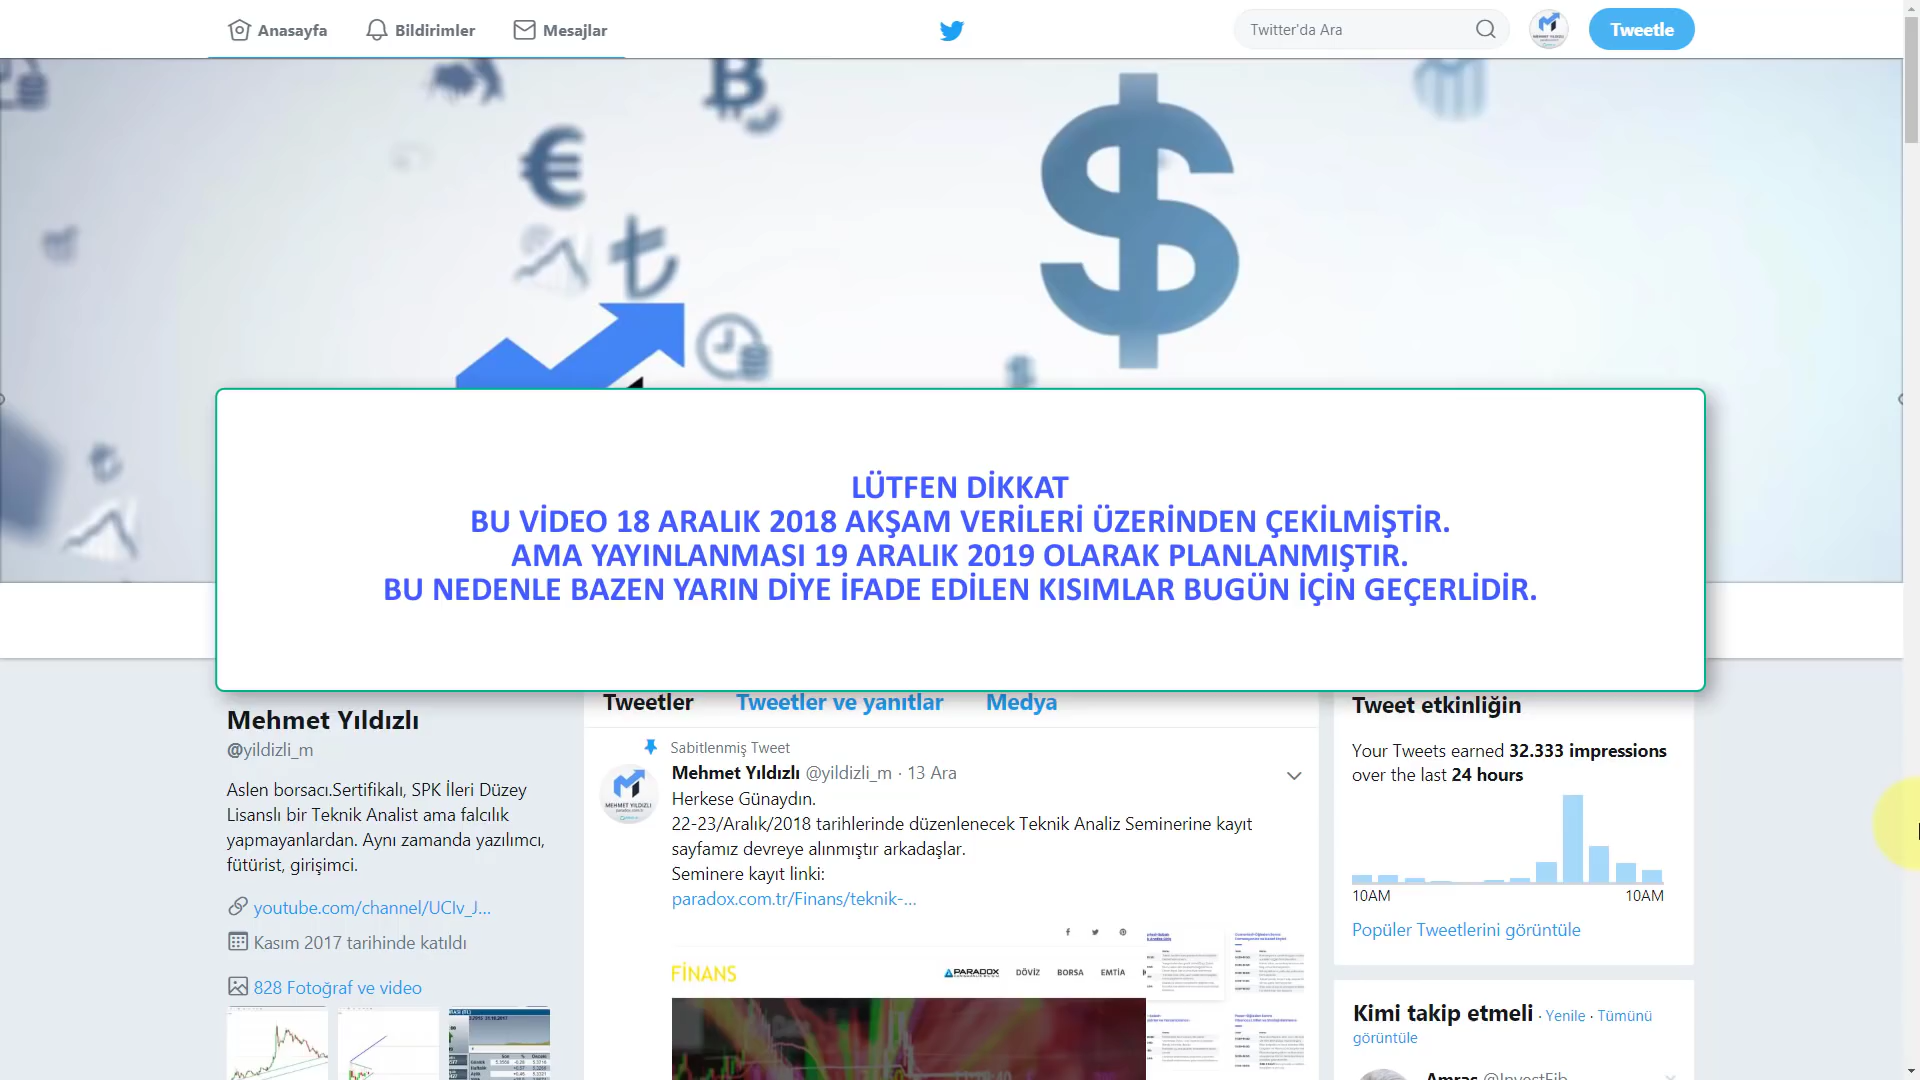 Anasayfa
Bildirimler
Mesajlar
Twitter'da Ara
Tweetle
LÜTFEN DİKKAT
BU VİDEO 18 ARALIK 2018 AKŞAM VERİLERİ ÜZERİNDEN ÇEKİLMİŞTİR.
AMA YAYINLANMASI 19 ARALIK 2019 OLARAK PLANLANMIŞTIR.
BU NEDENLE BAZEN YARIN DİYE İFADE EDİLEN KISIMLAR BUGÜN İÇİN GEÇERLİDİR.
Mehmet Yıldızlı
@yildizli_m
Aslen borsacı.Sertifikalı, SPK İleri Düzey
Lisanslı bir Teknik Analist ama falcılık
yapmayanlardan. Aynı zamanda yazılımcı,
fütürist, girişimci.
youtube.com/channel/UCIv_J...
Kasım 2017 tarihinde katıldı
828 Fotoğraf ve video
Tweetler
Tweetler ve yanıtlar
Medya
Sabitlenmiş Tweet
Mehmet Yıldızlı @yildizli_m · 13 Ara
Herkese Günaydın.
22-23/Aralık/2018 tarihlerinde düzenlenecek Teknik Analiz Seminerine kayıt
sayfamız devreye alınmıştır arkadaşlar.
Seminere kayıt linki:
paradox.com.tr/Finans/teknik-...
MEHMET YILDIZLI
FİNANS
PARADOX
DÖVİZ
BORSA
EMTİA
Tweet etkinliğin
Your Tweets earned 32.333 impressions
over the last 24 hours
10AM
10AM
Popüler Tweetlerini görüntüle
Kimi takip etmeli · Yenile · Tümünü
görüntüle
Amras @InvestFib